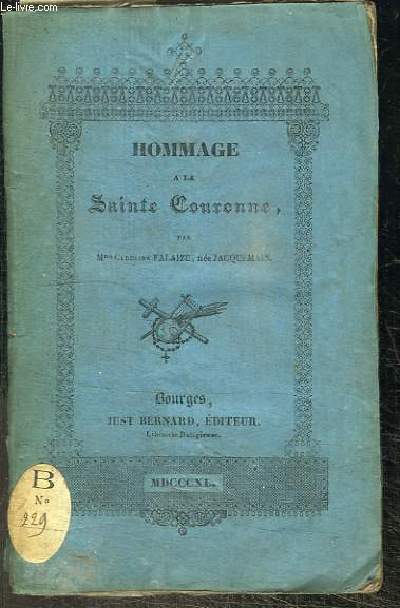 Le-livre.com
HOMMAGE
A LA
Sainte Couronne,
PAR
FALAIZE, née JACQUEMAIN.
Bourges,
JUST BERNARD, ÉDITEUR.
Librairie Religieuse.
MDCCCXL.
B
No
229